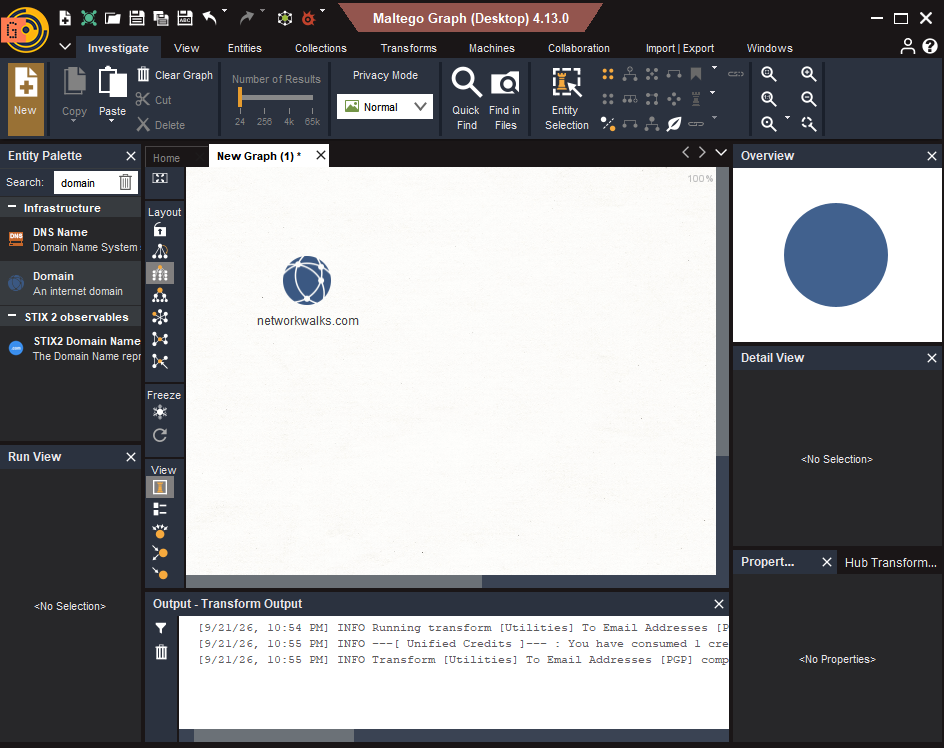 Maltego Graph (Desktop) 4.13.0
Investigate View Entities Collections Transforms Machines Collaboration Import | Export Windows
New
Copy
Paste
Clear Graph
Cut
Delete
Number of Results
24 256 4k 65k
Privacy Mode
Normal
Quick Find
Find in Files
Entity Selection
Entity Palette
Search: domain
Infrastructure
DNS Name
Domain Name System
Domain
An internet domain
STIX 2 observables
STIX2 Domain Name
The Domain Name repr
Run View
<No Selection>
Home
New Graph (1) *
100%
Layout
Freeze
View
networkwalks.com
Output - Transform Output
[9/21/26, 10:54 PM] INFO Running transform [Utilities] To Email Addresses [P
[9/21/26, 10:55 PM] INFO ---[ Unified Credits ]--- : You have consumed 1 cre
[9/21/26, 10:55 PM] INFO Transform [Utilities] To Email Addresses [PGP] comp
Overview
Detail View
<No Selection>
Propert...
Hub Transform...
<No Properties>